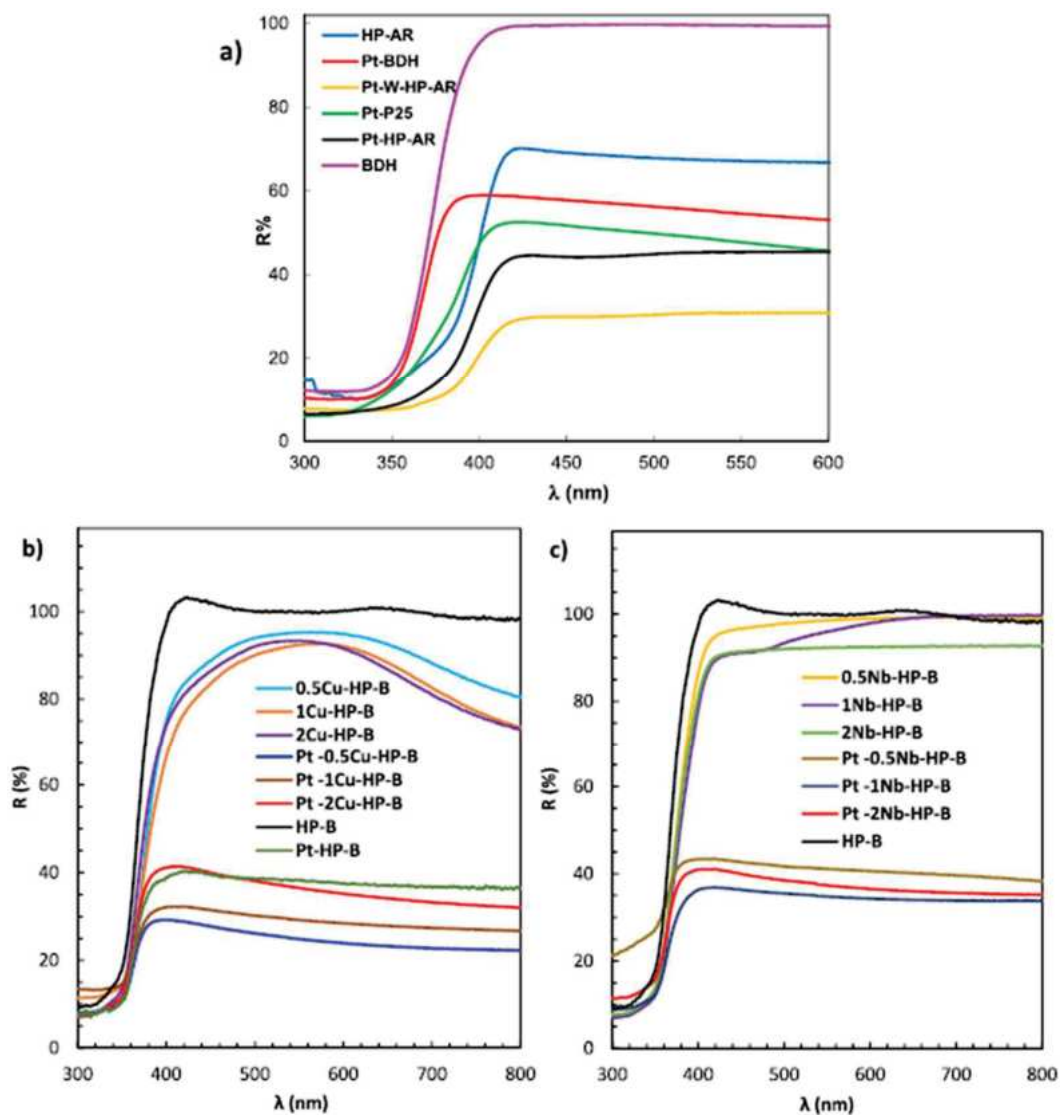 a)
HP-AR
Pt-BDH
Pt-W-HP-AR
Pt-P25
Pt-HP-AR
BDH
100
80
60
40
20
0
R%
300 350 400 450 500 550 600
λ (nm)
b)
0.5Cu-HP-B
1Cu-HP-B
2Cu-HP-B
Pt -0.5Cu-HP-B
Pt -1Cu-HP-B
Pt -2Cu-HP-B
HP-B
Pt-HP-B
100
80
60
40
20
0
R (%)
300 400 500 600 700 800
λ (nm)
c)
0.5Nb-HP-B
1Nb-HP-B
2Nb-HP-B
Pt -0.5Nb-HP-B
Pt -1Nb-HP-B
Pt -2Nb-HP-B
HP-B
100
80
60
40
20
0
R (%)
300 400 500 600 700 800
λ (nm)